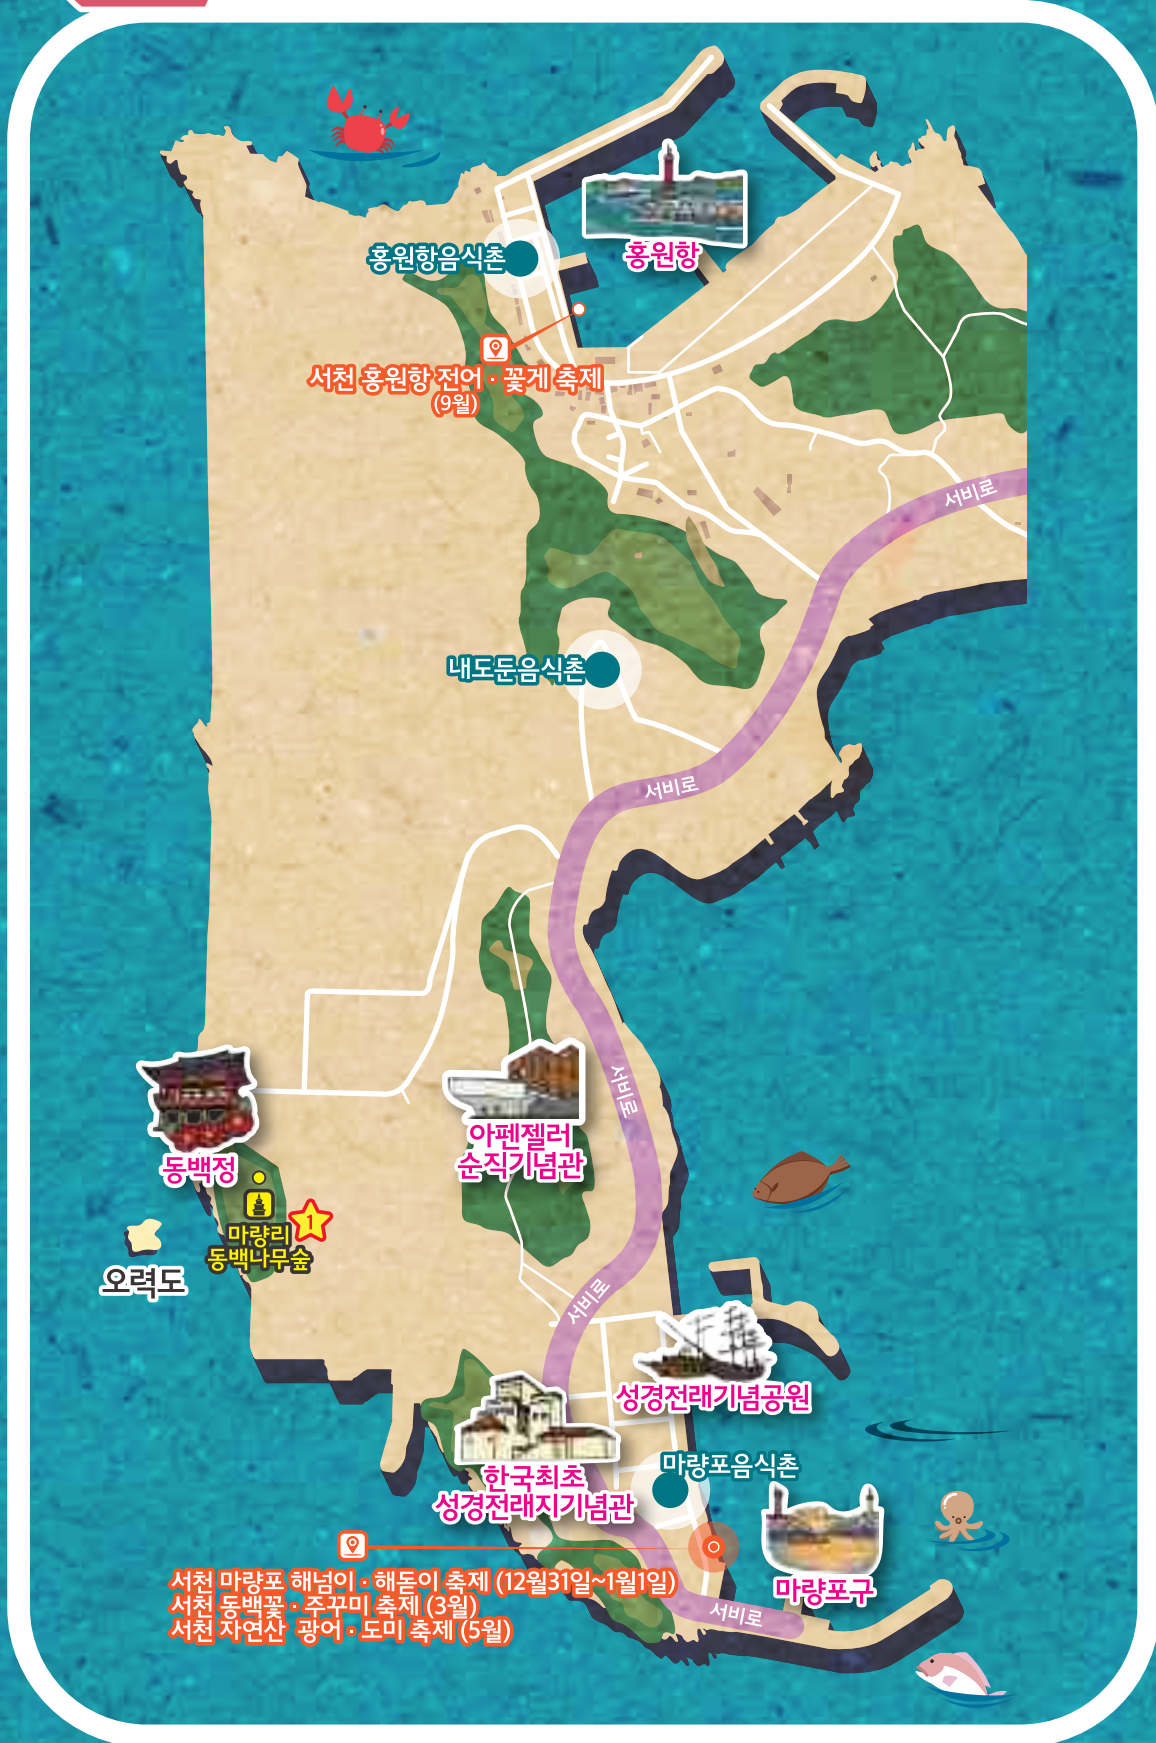 홍원항음식촌
홍원항
서천 홍원항 전어 · 꽃게 축제
(9월)
서비로
내도둔음식촌
서비로
서비로
아펜젤러
순직기념관
동백정
마량리
동백나무숲
1
오력도
서비로
성경전래기념공원
마량포음식촌
한국최초
성경전래지기념관
마량포구
서천 마량포 해넘이 · 해돋이 축제 (12월31일~1월1일)
서천 동백꽃 · 주꾸미 축제 (3월)
서천 자연산 광어 · 도미 축제 (5월)
서비로